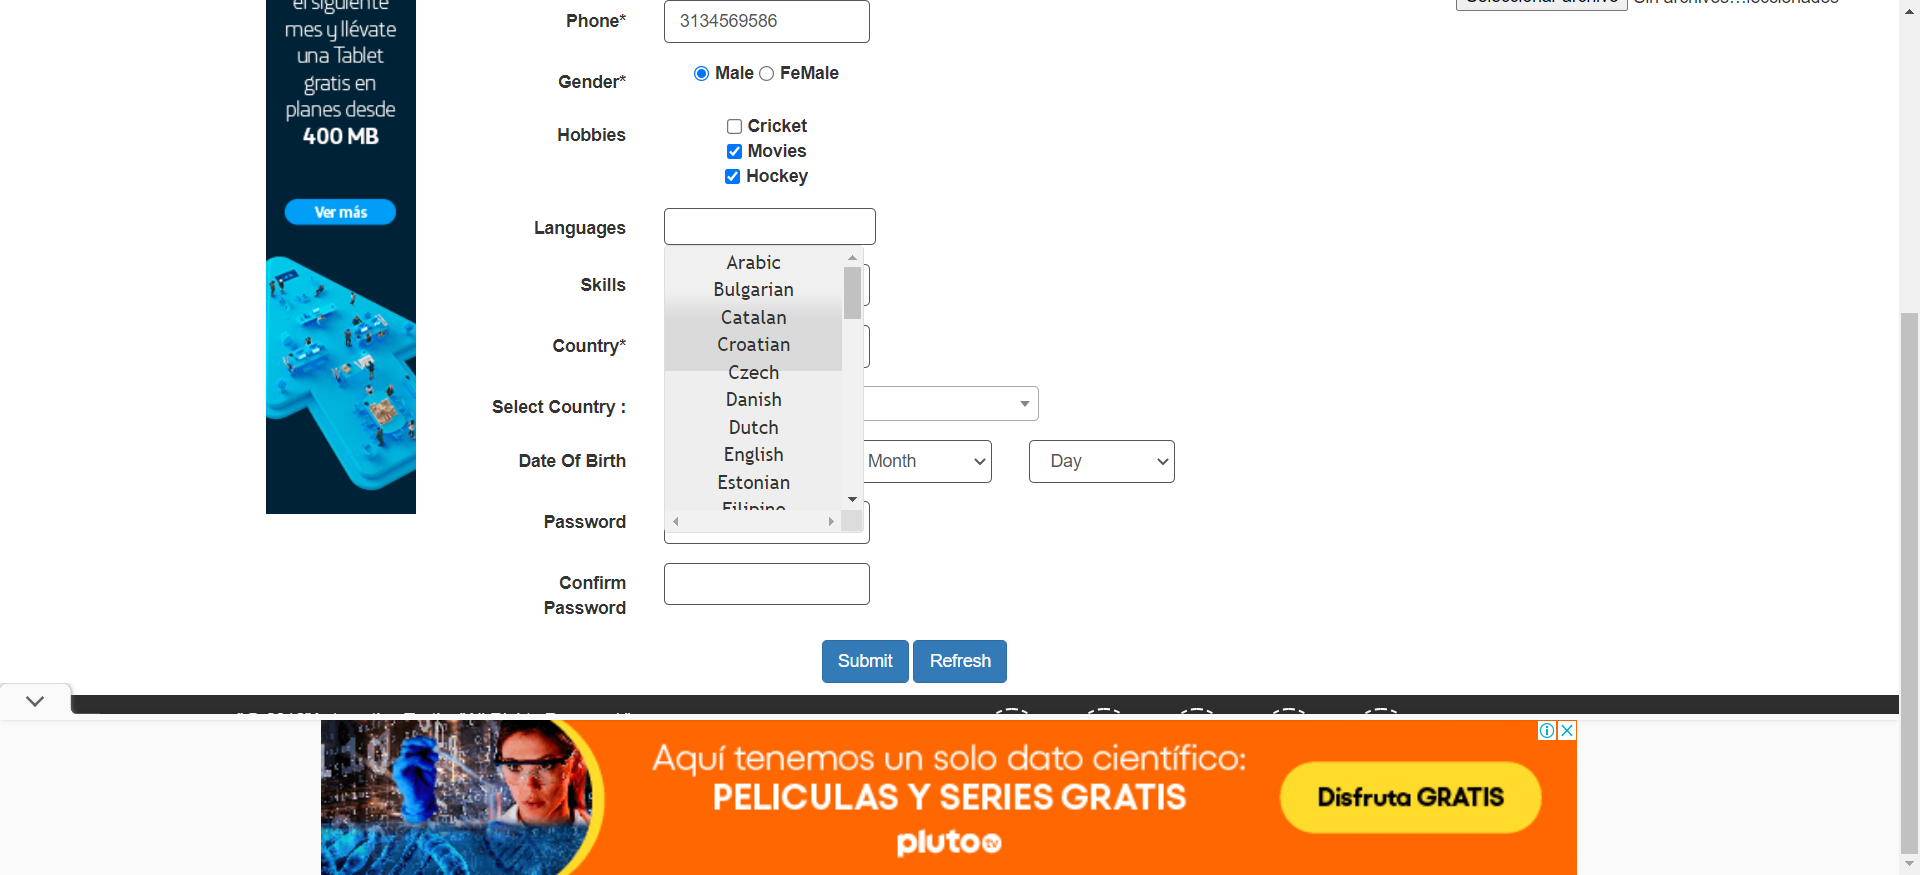 el siguiente
mes y llévate
una Tablet
gratis en
planes desde
400 MB
Ver más
Phone*
3134569586
Gender*
Male
FeMale
Hobbies
Cricket
Movies
Hockey
Languages
Arabic
Bulgarian
Catalan
Croatian
Czech
Danish
Dutch
English
Estonian
Filipino
Skills
Country*
Select Country :
Date Of Birth
Month
Day
Password
Confirm
Password
Submit
Refresh
Aquí tenemos un solo dato científico:
PELICULAS Y SERIES GRATIS
pluto tv
Disfruta GRATIS